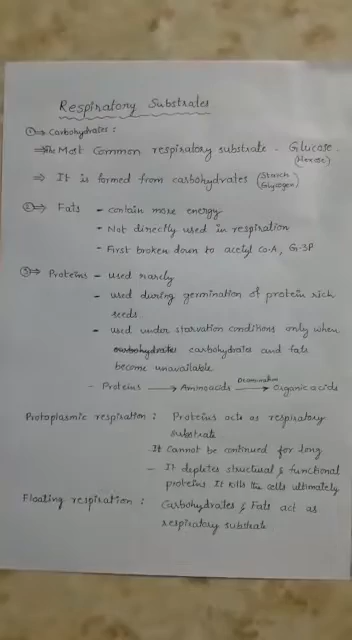 Respiratory Substrates
① ⇒ Carbohydrates :
⇒ Most Common respiratory substrate - Glucose
(Hexose)
⇒ It is formed from carbohydrates (Starch
Glycogen)
② ⇒ Fats - contain more energy
- Not directly used in respiration
- First broken down to acetyl Co-A, G-3P
③ ⇒ Proteins - used rarely
- used during germination of protein rich
seeds
- used under starvation conditions only when
carbohydrates carbohydrates and fats
become unavailable
- Proteins ⟶ Aminoacids Deamination ⟶ Organic acids
Protoplasmic respiration : Proteins acts as respiratory
substrate
It Cannot be continued for long
- It depletes structural & functional
proteins It kills the cells ultimately
Floating respiration : Carbohydrates & Fats act as
respiratory substrate